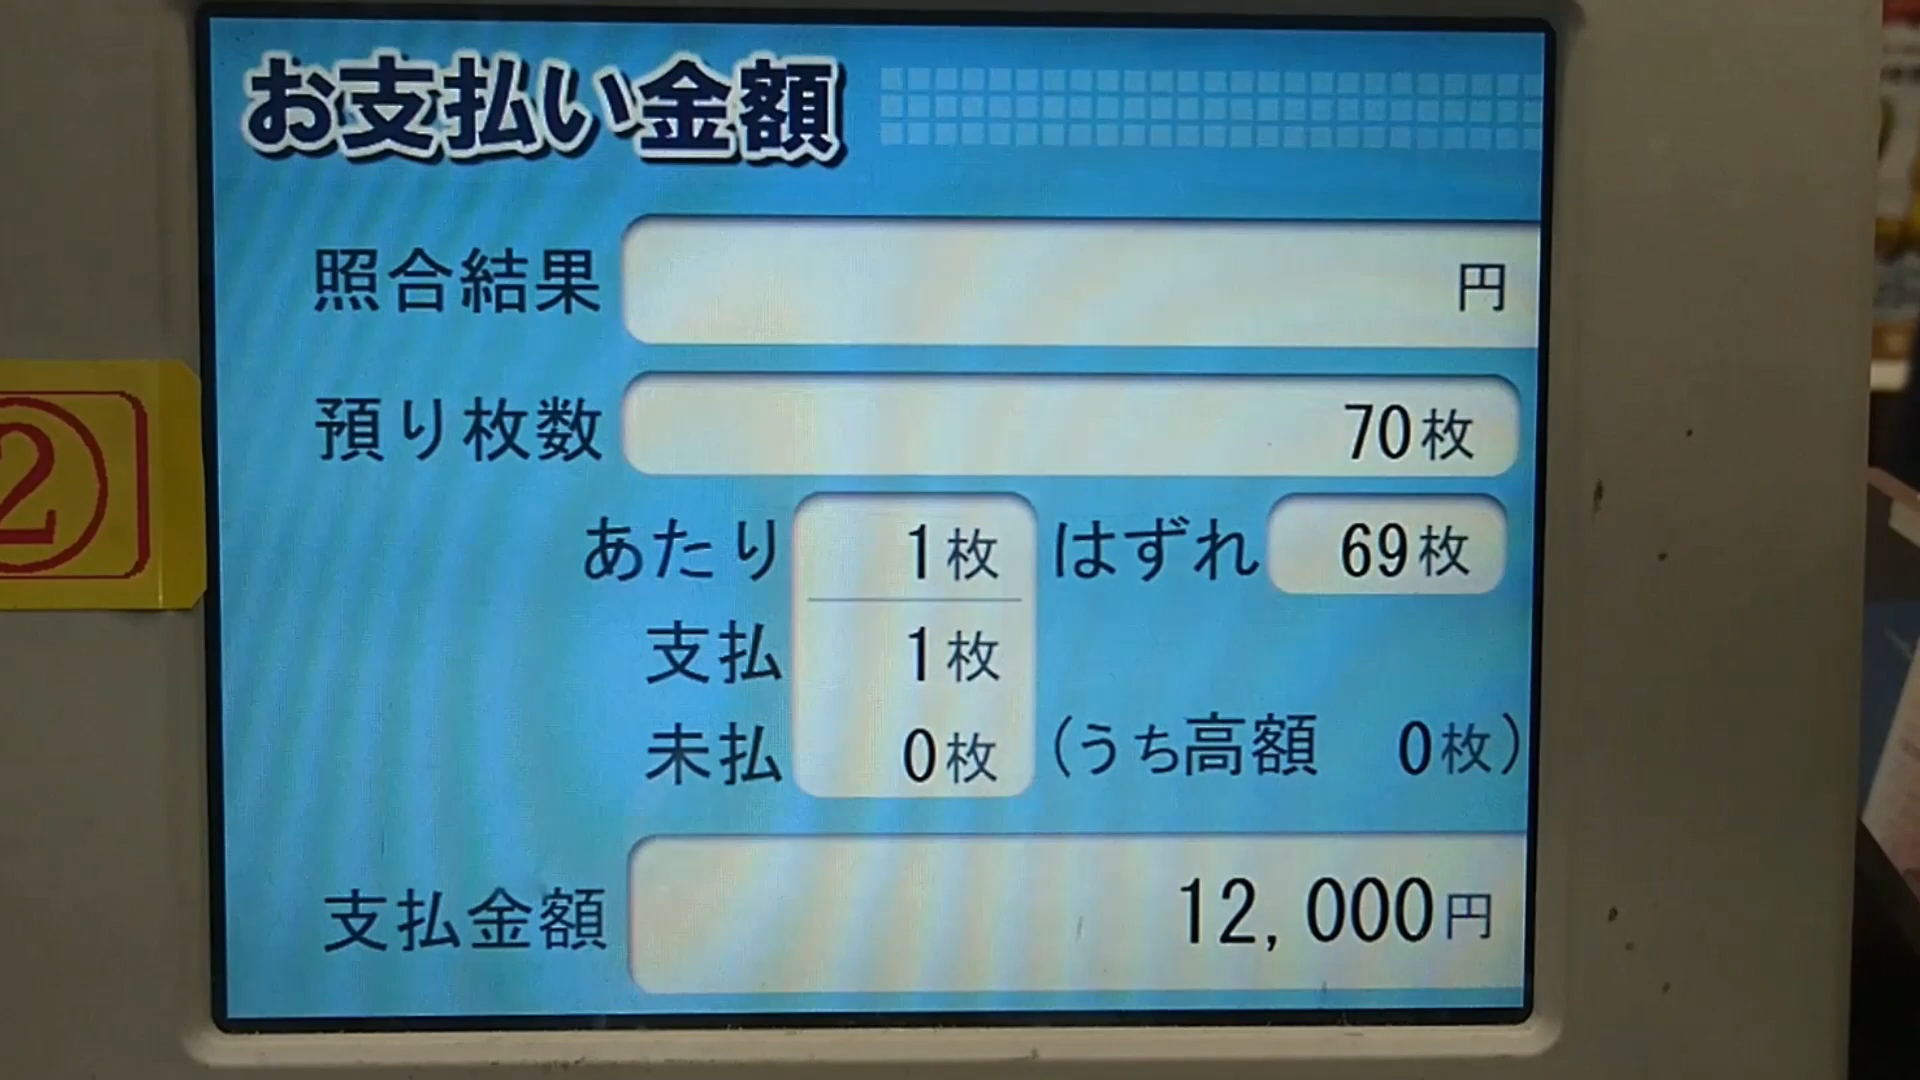 お支払い金額
照合結果 円
預り枚数 70枚
あたり 1枚 はずれ 69枚
支払 1枚
未払 0枚 (うち高額 0枚)
支払金額 12,000円
2